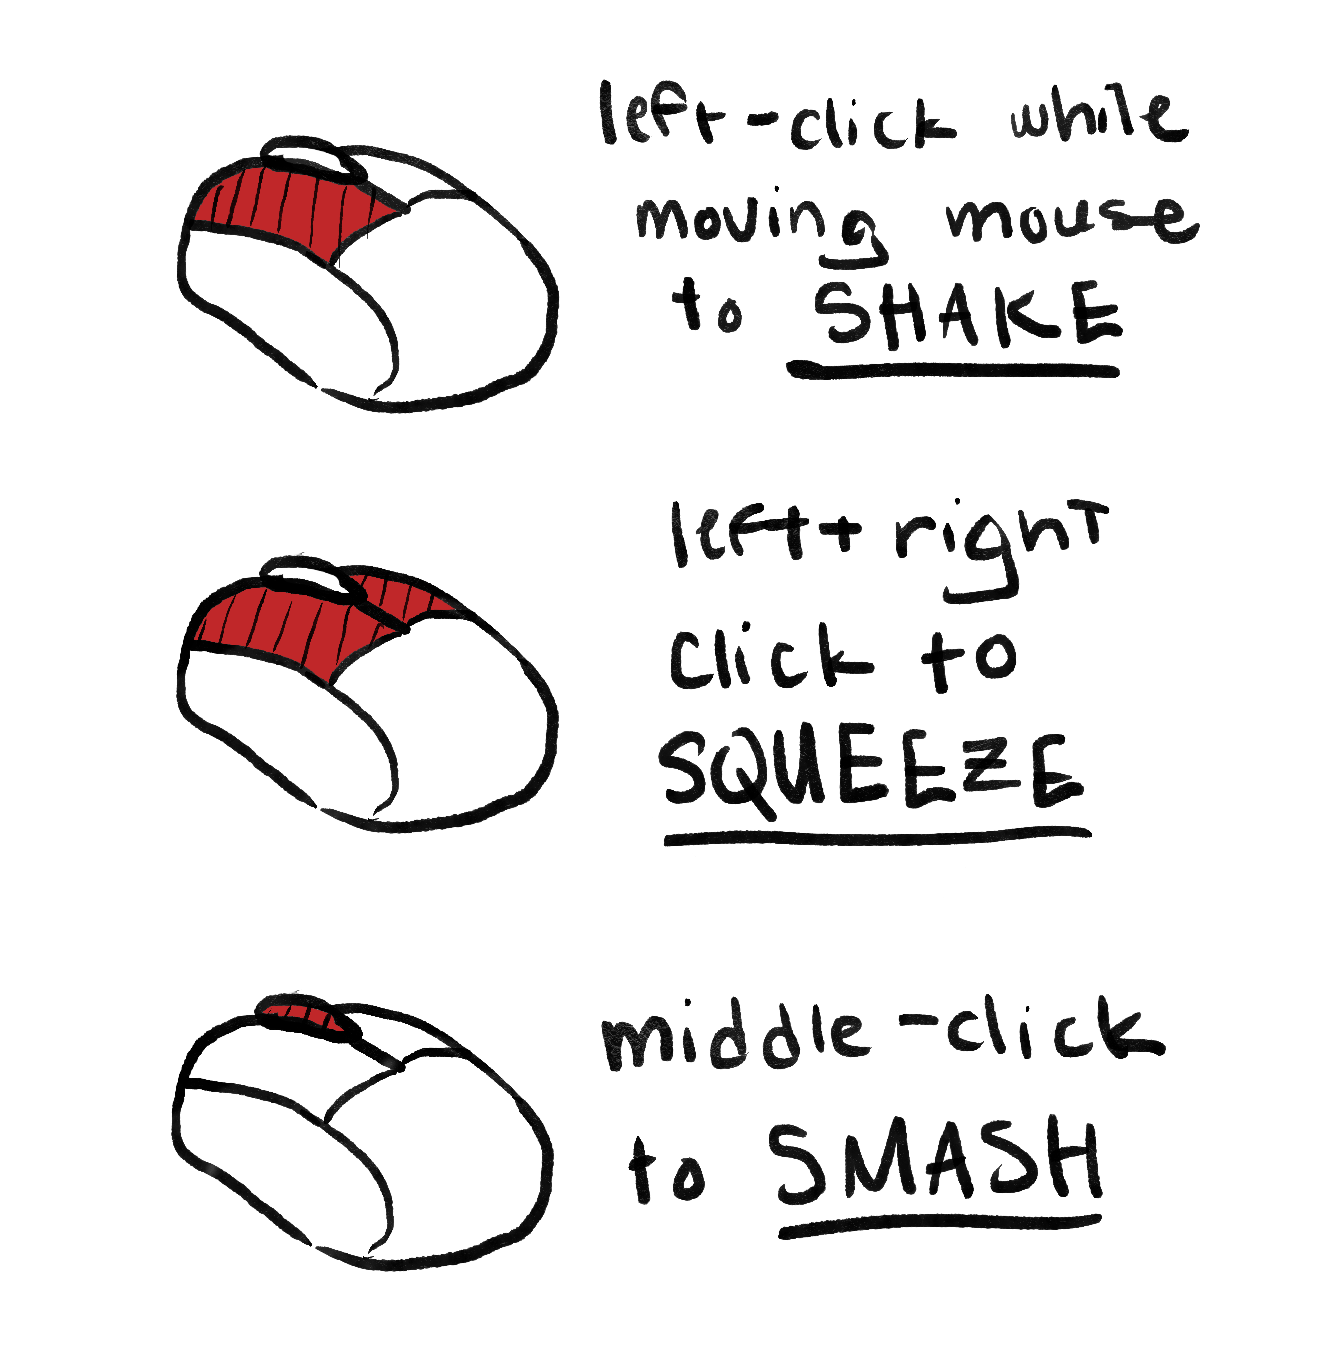 left-click while
moving mouse
to SHAKE
left+right
click to
SQUEEZE
middle-click
to SMASH